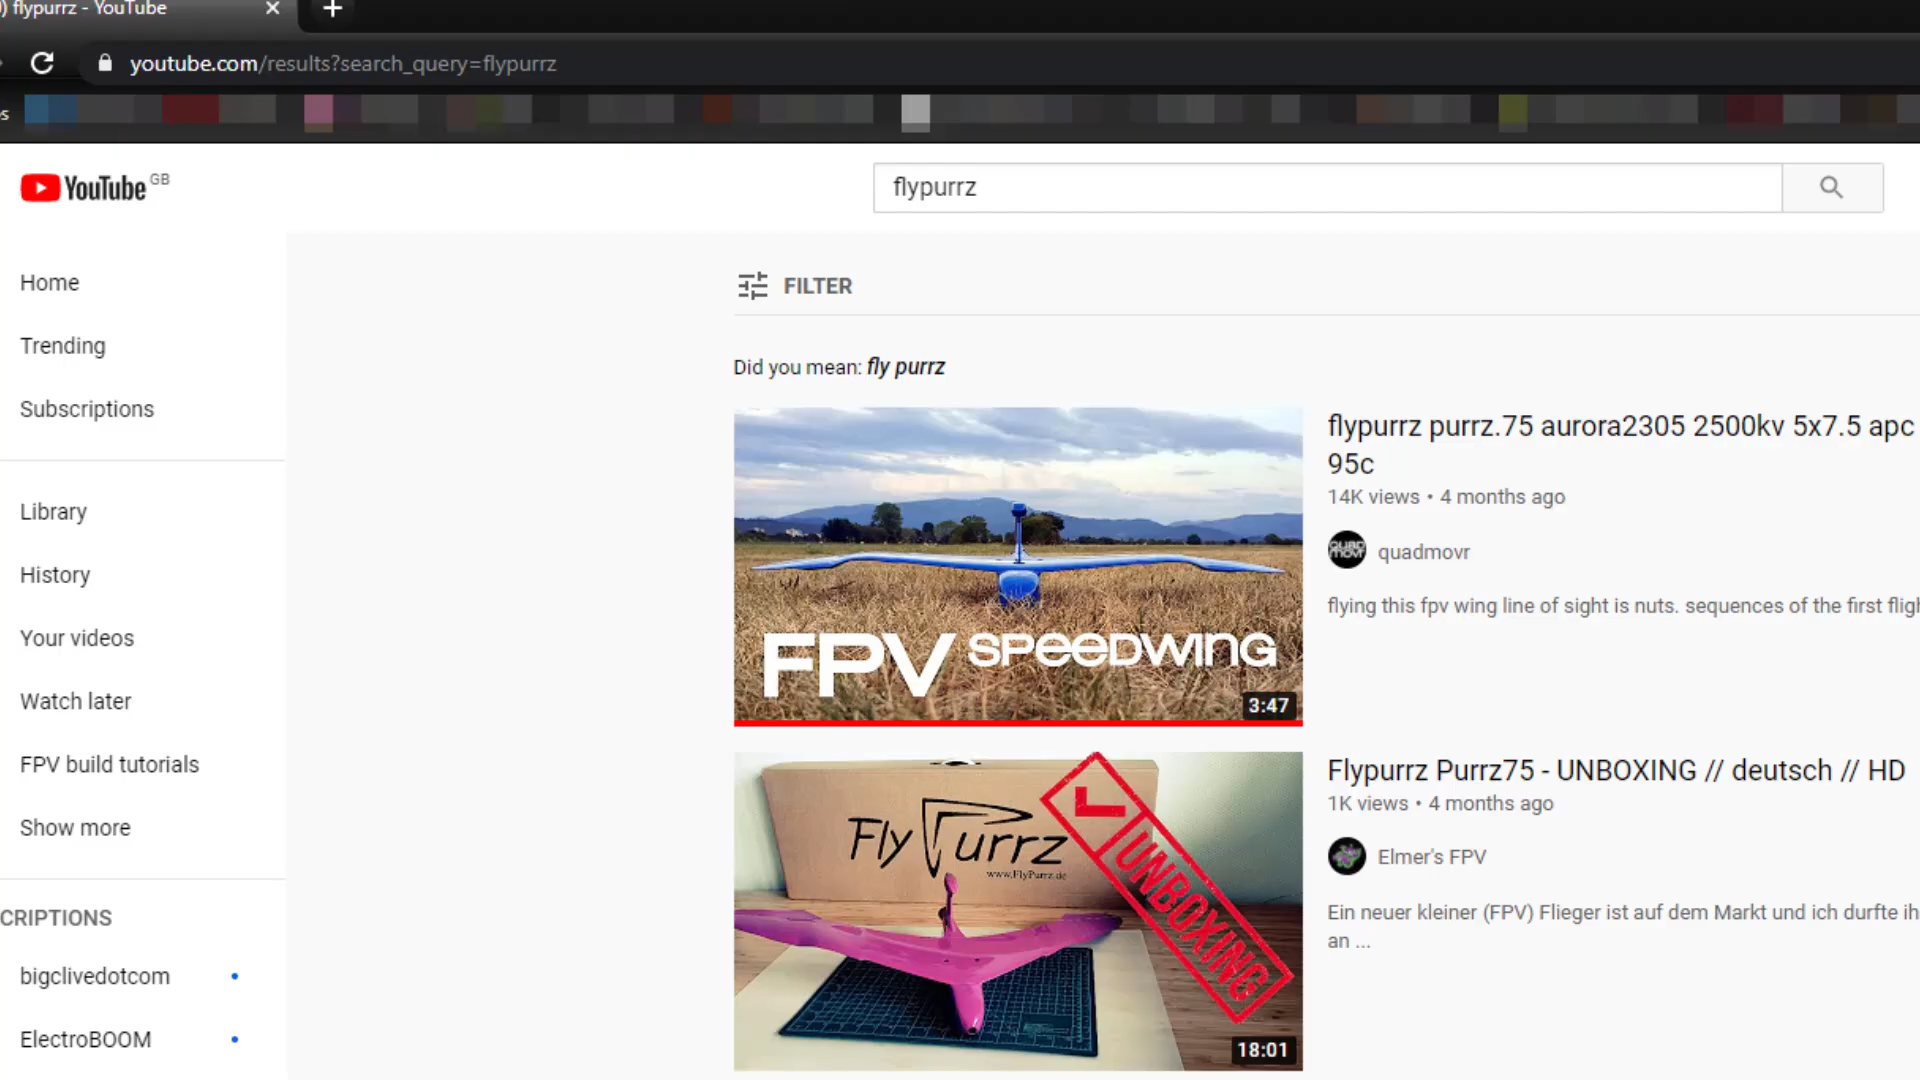 ) flypurrz - YouTube
youtube.com/results?search_query=flypurrz
s
YouTube GB
flypurrz
Home
Trending
Subscriptions
Library
History
Your videos
Watch later
FPV build tutorials
Show more
CRIPTIONS
bigclivedotcom
ElectroBOOM
FILTER
Did you mean: fly purrz
FPV SPEEDWING
3:47
flypurrz purrz.75 aurora2305 2500kv 5x7.5 apc
95c
14K views • 4 months ago
QUAD
MOVR
quadmovr
flying this fpv wing line of sight is nuts. sequences of the first fligh
FlyPurrz
www.FlyPurrz.de
UNBOXING
18:01
Flypurrz Purrz75 - UNBOXING // deutsch // HD
1K views • 4 months ago
Elmer's FPV
Ein neuer kleiner (FPV) Flieger ist auf dem Markt und ich durfte ih
an ...